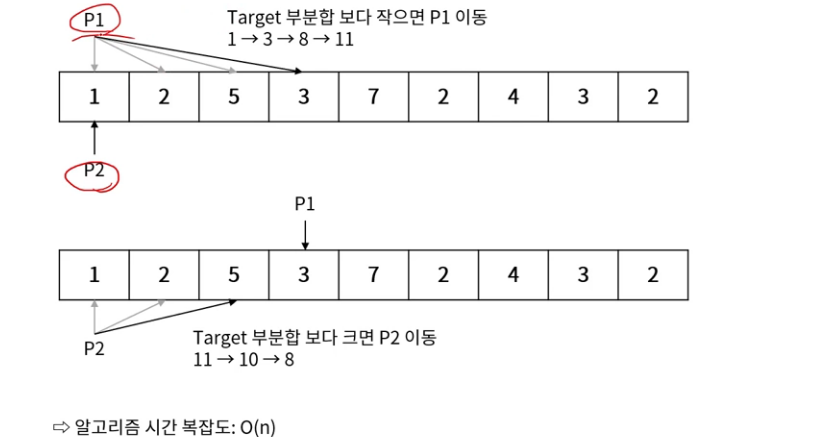 P1
Target 부분합 보다 작으면 P1 이동
1 → 3 → 8 → 11
1 2 5 3 7 2 4 3 2
P2
P1
1 2 5 3 7 2 4 3 2
P2
Target 부분합 보다 크면 P2 이동
11 → 10 → 8
⇨ 알고리즘 시간 복잡도: O(n)